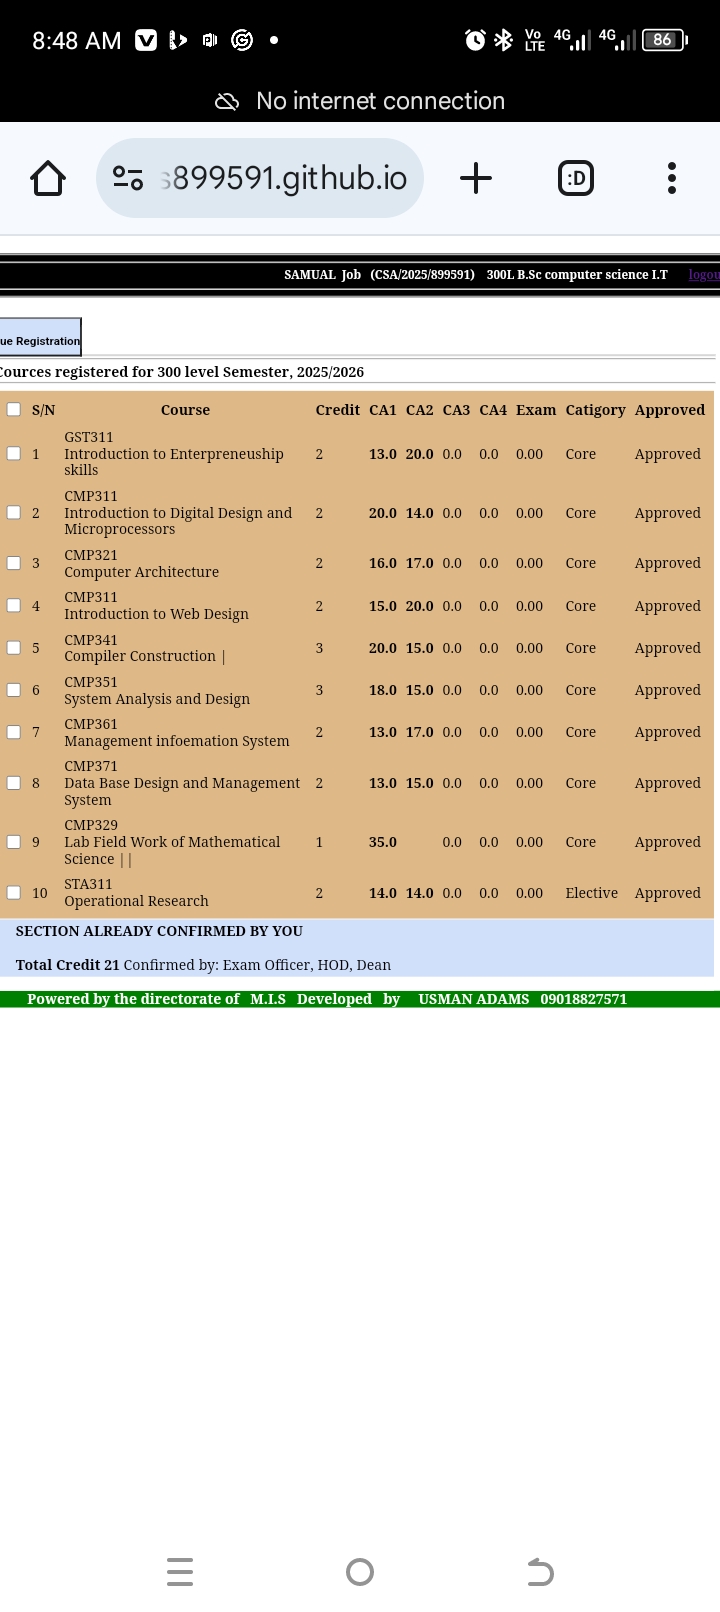 8:48 AM
Vo LTE 4G 4G 86
No internet connection
s899591.github.io
:D
SAMUAL Job (CSA/2025/899591) 300L B.Sc computer science I.T logou
ue Registration
Cources registered for 300 level Semester, 2025/2026
S/N Course Credit CA1 CA2 CA3 CA4 Exam Catigory Approved
GST311
1 Introduction to Enterpreneuship 2 13.0 20.0 0.0 0.0 0.00 Core Approved
skills
CMP311
2 Introduction to Digital Design and 2 20.0 14.0 0.0 0.0 0.00 Core Approved
Microprocessors
CMP321
3 Computer Architecture 2 16.0 17.0 0.0 0.0 0.00 Core Approved
CMP311
4 Introduction to Web Design 2 15.0 20.0 0.0 0.0 0.00 Core Approved
CMP341
5 Compiler Construction | 3 20.0 15.0 0.0 0.0 0.00 Core Approved
CMP351
6 System Analysis and Design 3 18.0 15.0 0.0 0.0 0.00 Core Approved
CMP361
7 Management infoemation System 2 13.0 17.0 0.0 0.0 0.00 Core Approved
CMP371
8 Data Base Design and Management 2 13.0 15.0 0.0 0.0 0.00 Core Approved
System
CMP329
9 Lab Field Work of Mathematical 1 35.0 0.0 0.0 0.00 Core Approved
Science ||
STA311
10 Operational Research 2 14.0 14.0 0.0 0.0 0.00 Elective Approved
SECTION ALREADY CONFIRMED BY YOU
Total Credit 21 Confirmed by: Exam Officer, HOD, Dean
Powered by the directorate of M.I.S Developed by USMAN ADAMS 09018827571